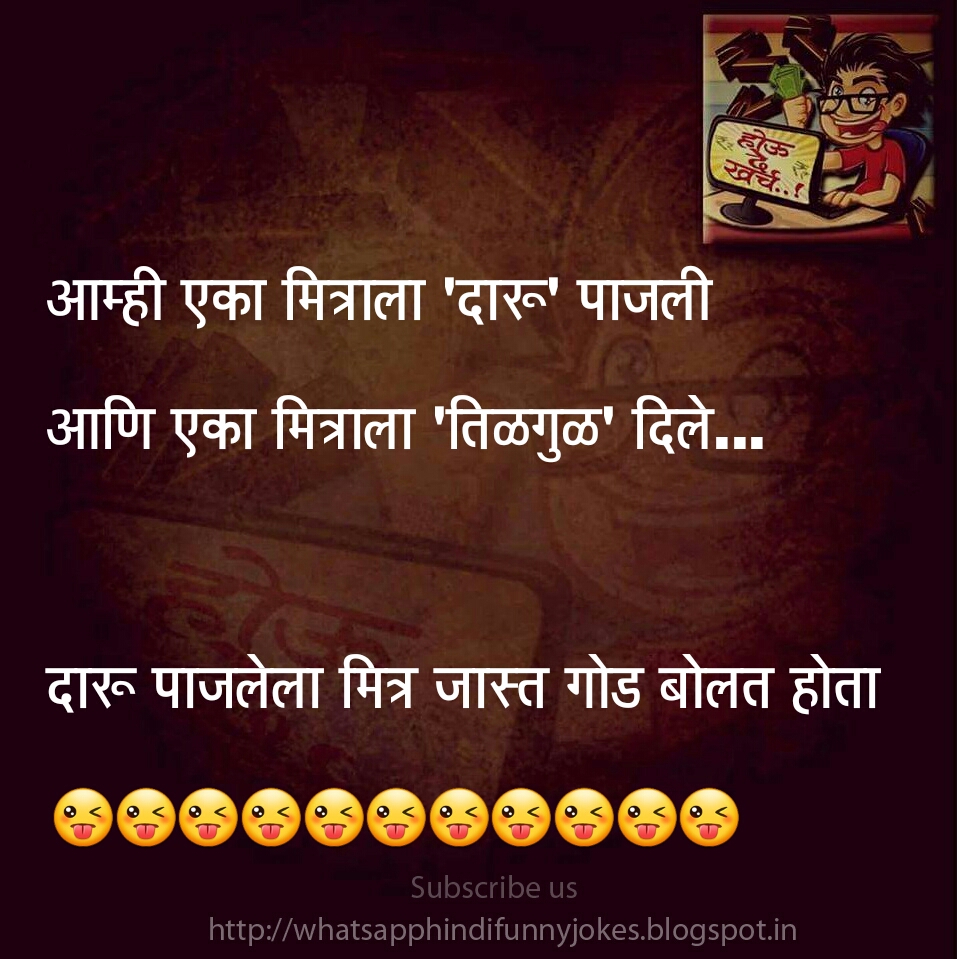 होऊ
दे
खर्च..!
आम्ही एका मित्राला 'दारू' पाजली
आणि एका मित्राला 'तिळगुळ' दिले...
होऊ
दारू पाजलेला मित्र जास्त गोड बोलत होता
😜😜😜😜😜😜😜😜😜😜😜
Subscribe us
http://whatsapphindifunnyjokes.blogspot.in